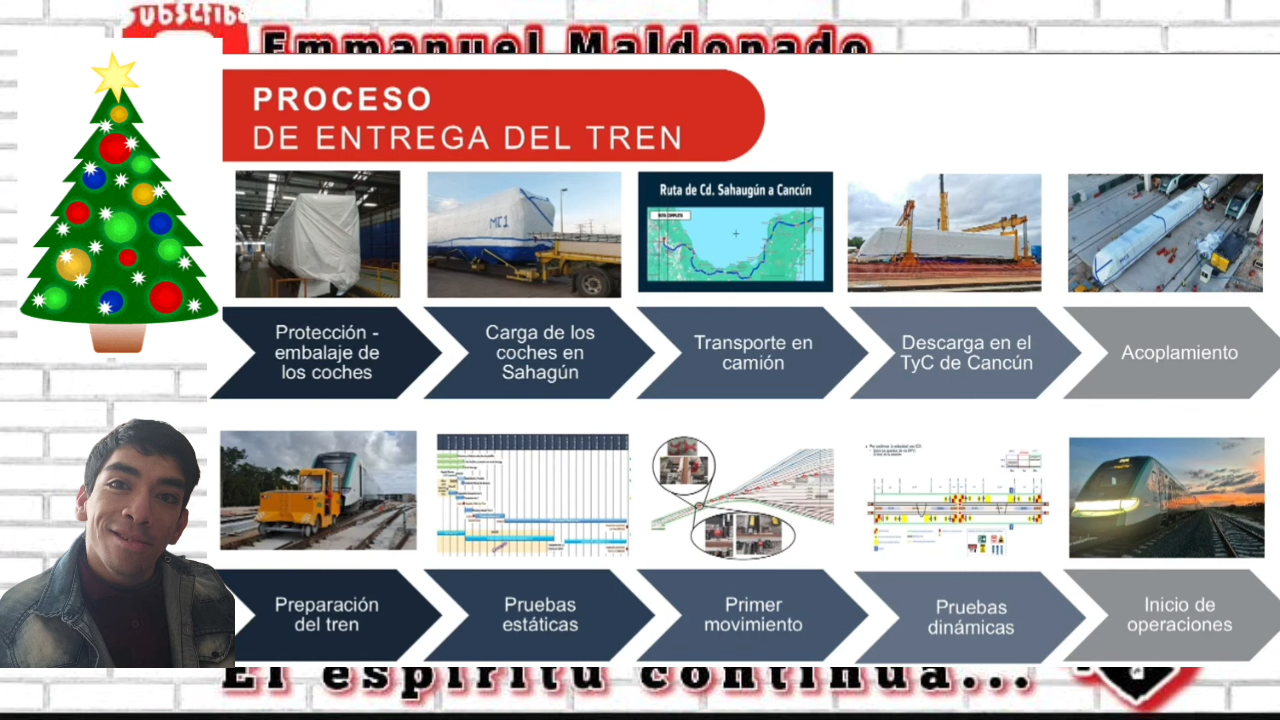 Subscribe
Emmanuel Maldonado
PROCESO
DE ENTREGA DEL TREN
MC1
Ruta de Cd. Sahaugún a Cancún
Protección -
embalaje de
los coches
Carga de los
coches en
Sahagún
Transporte en
camión
Descarga en el
TyC de Cancún
Acoplamiento
Preparación
del tren
Pruebas
estáticas
Primer
movimiento
Pruebas
dinámicas
Inicio de
operaciones
El espíritu continúa...